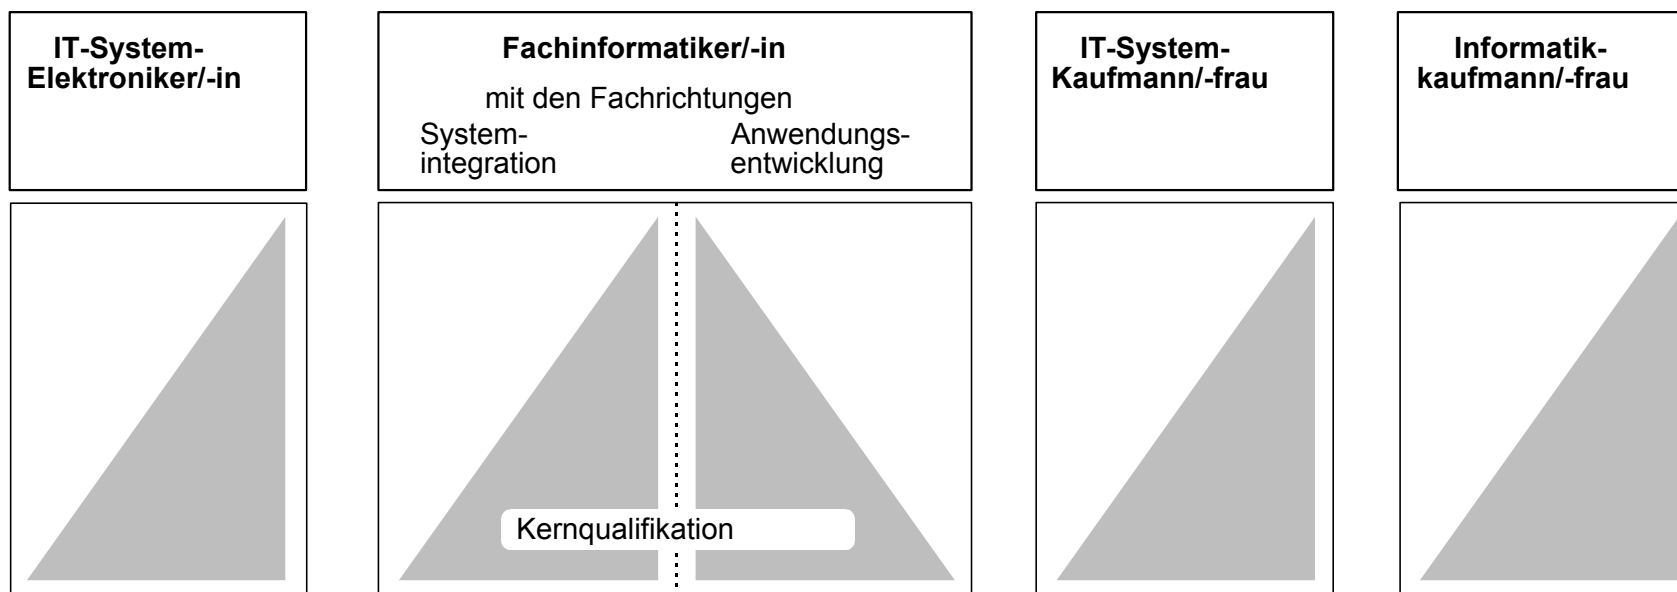 IT-System-
Elektroniker/-in
Fachinformatiker/-in
mit den Fachrichtungen
System-
integration
Anwendungs-
entwicklung
IT-System-
Kaufmann/-frau
Informatik-
kaufmann/-frau
Kernqualifikation